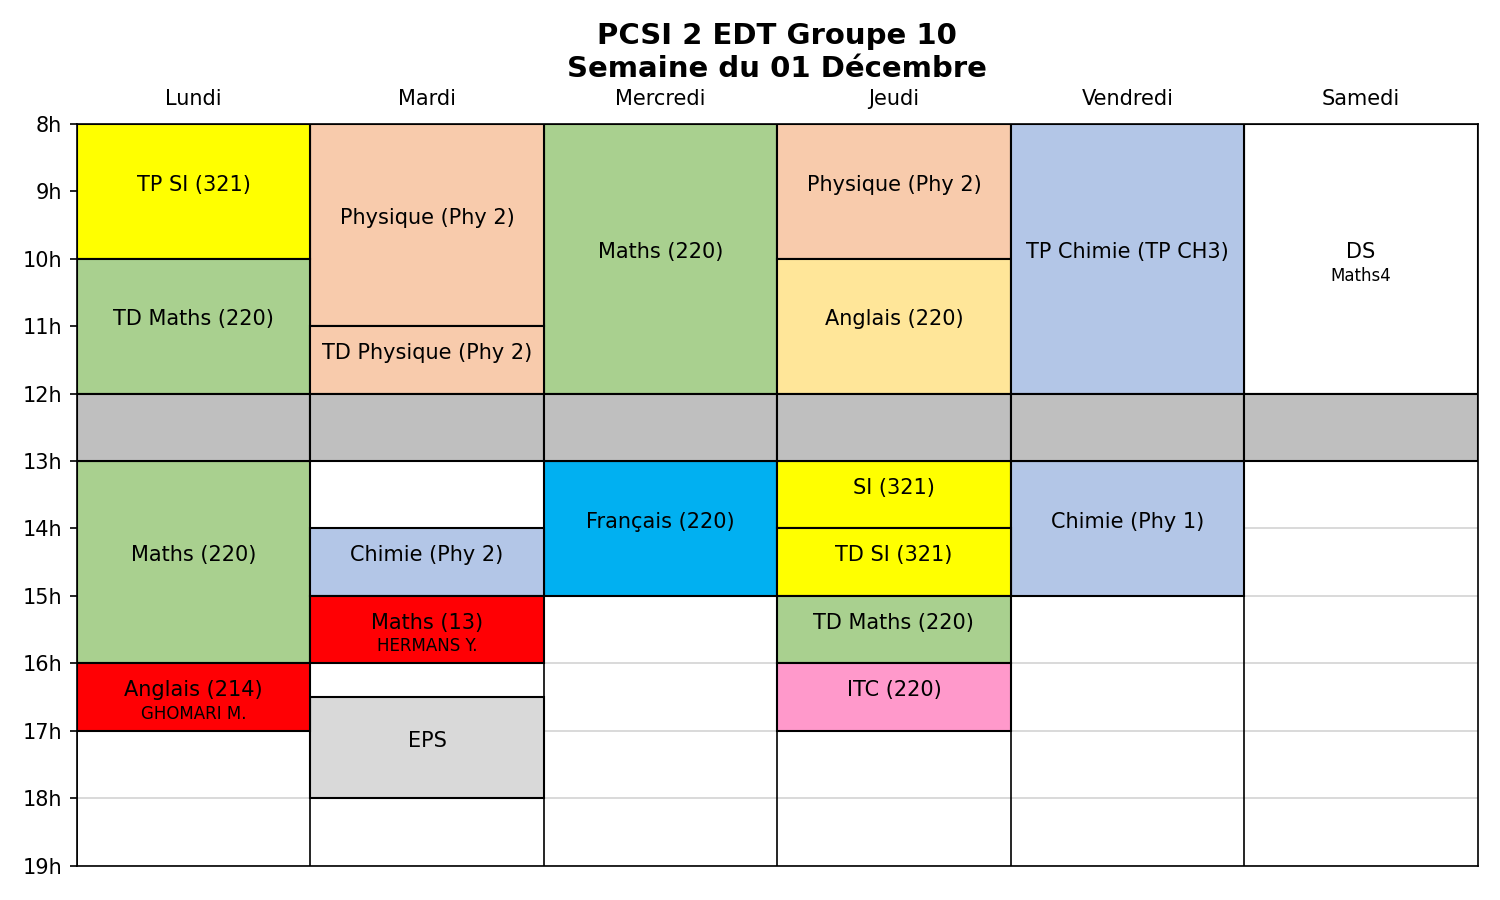 PCSI 2 EDT Groupe 10
Semaine du 01 Décembre
Lundi
Mardi
Mercredi
Jeudi
Vendredi
Samedi
8h
9h
10h
11h
12h
13h
14h
15h
16h
17h
18h
19h
TP SI (321)
TD Maths (220)
Maths (220)
Anglais (214)
GHOMARI M.
Physique (Phy 2)
TD Physique (Phy 2)
Chimie (Phy 2)
Maths (13)
HERMANS Y.
EPS
Maths (220)
Français (220)
Physique (Phy 2)
Anglais (220)
SI (321)
TD SI (321)
TD Maths (220)
ITC (220)
TP Chimie (TP CH3)
Chimie (Phy 1)
DS
Maths4